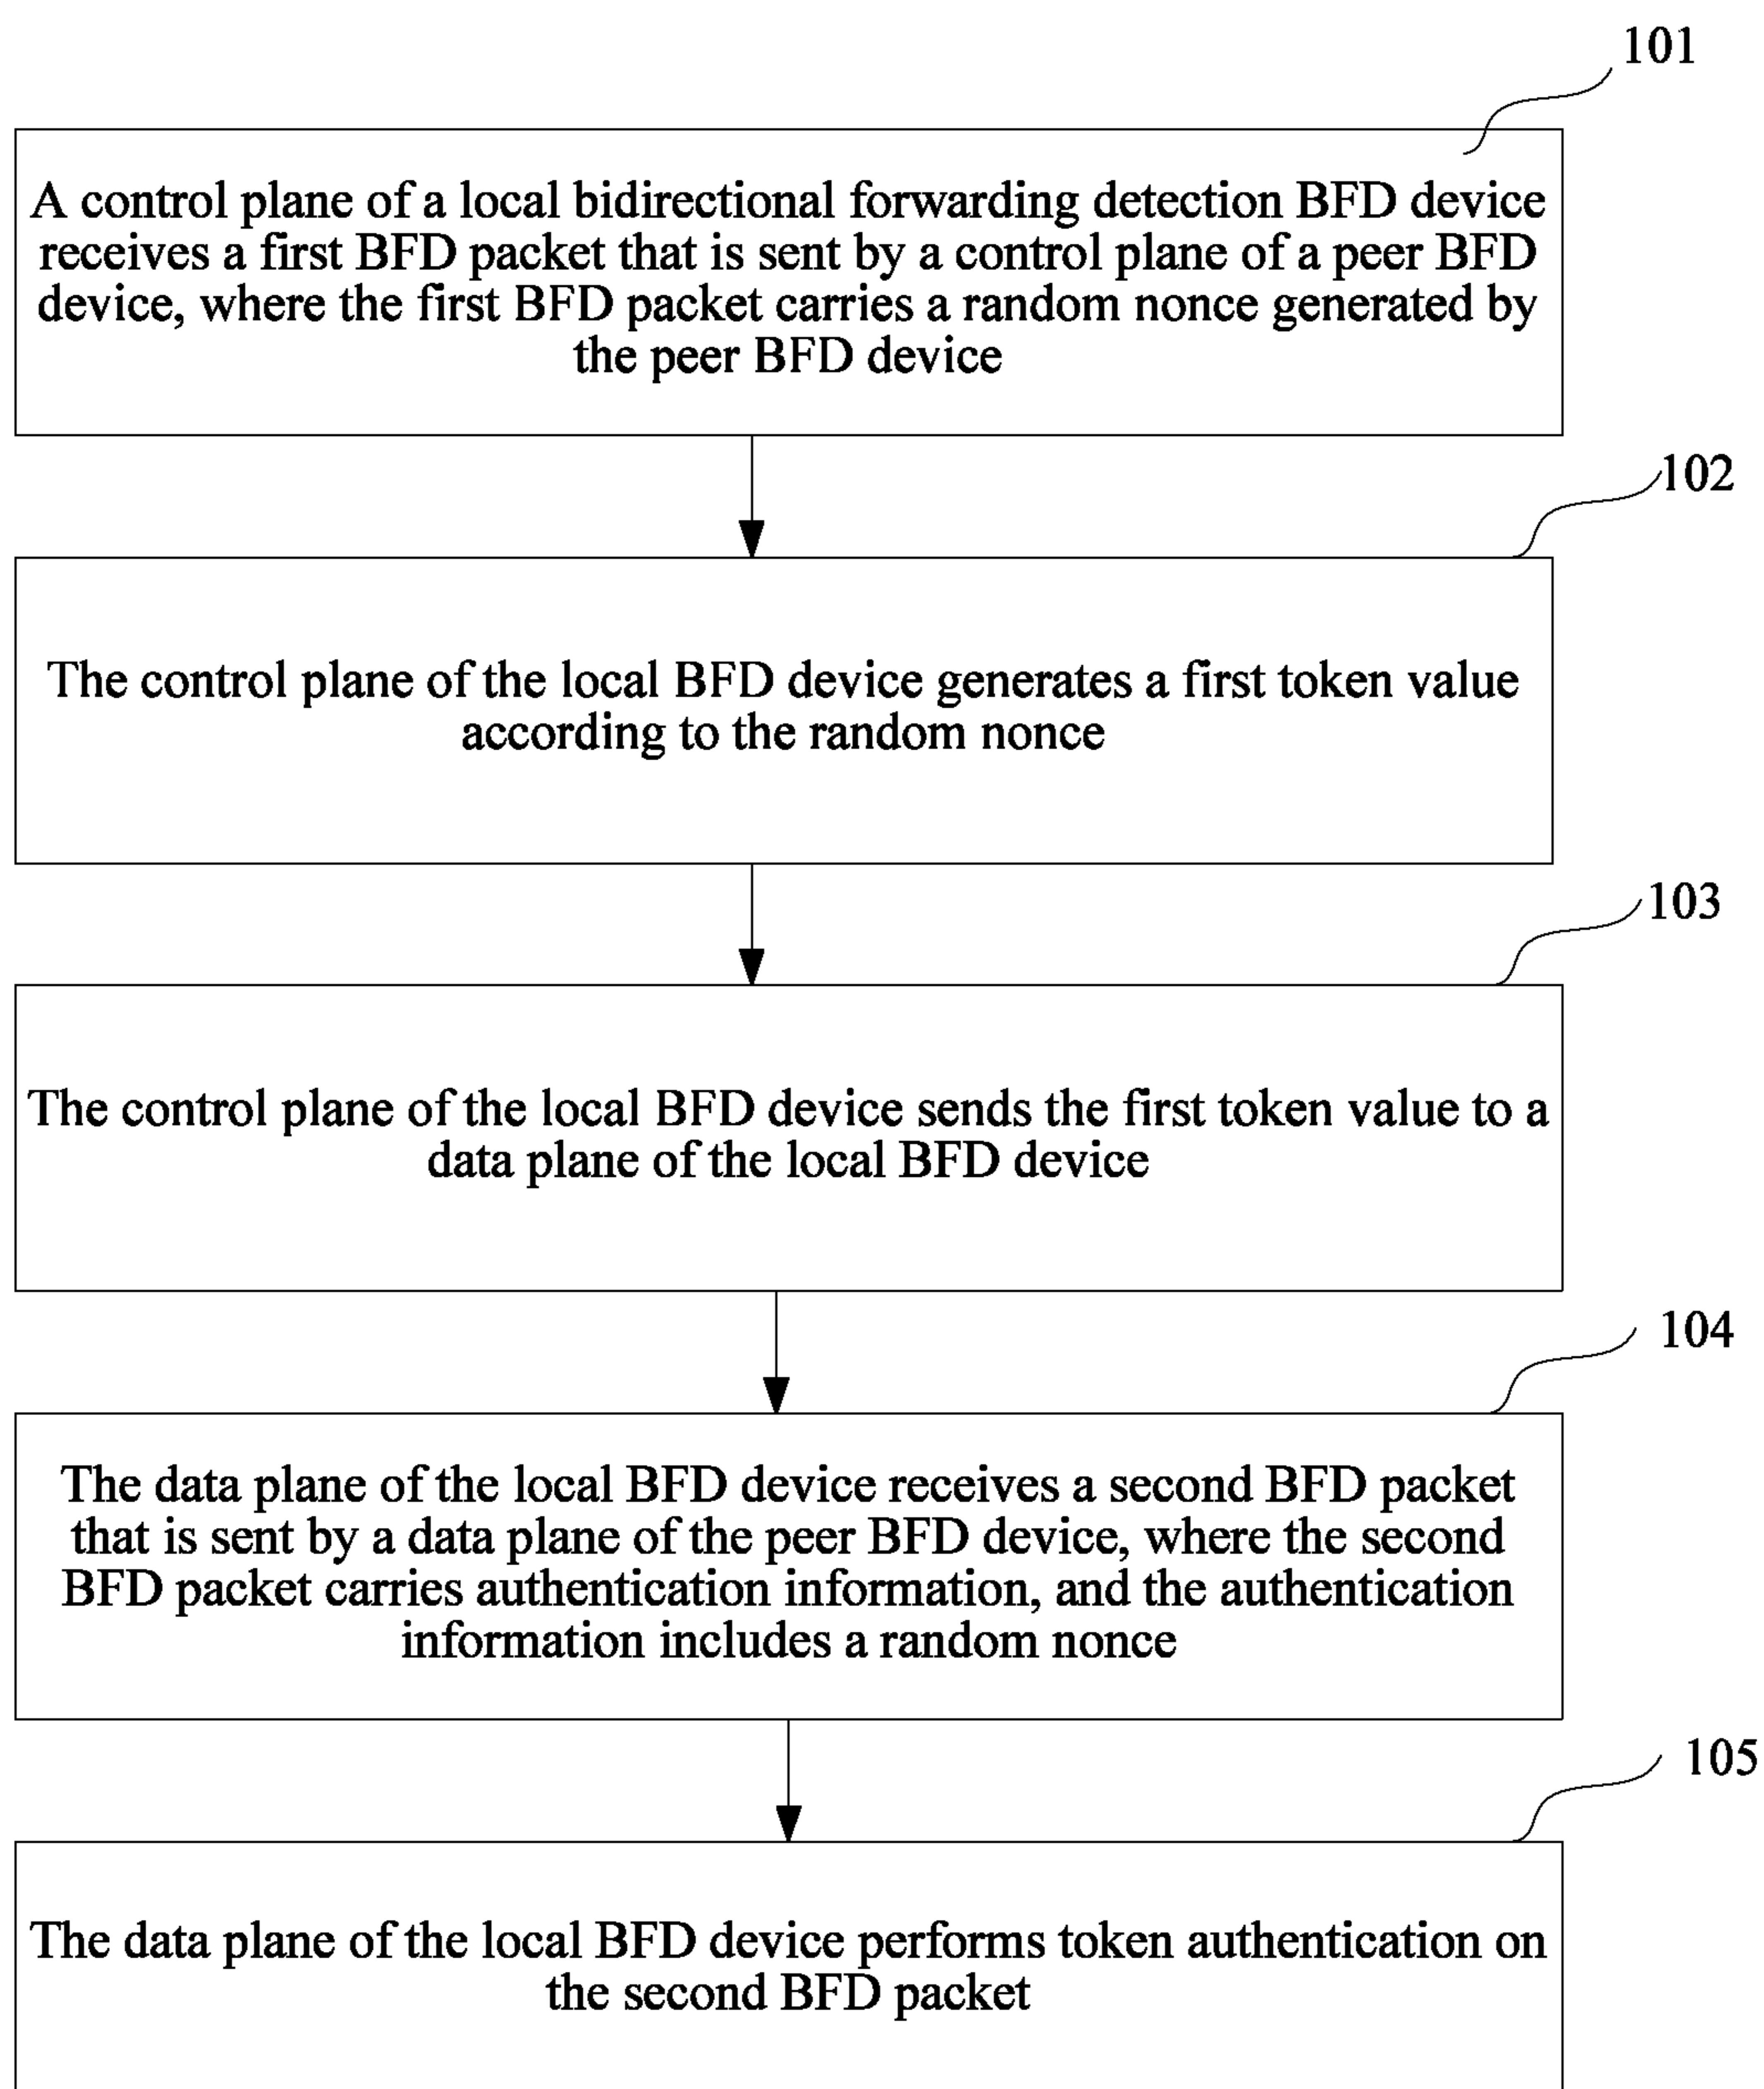 101
A control plane of a local bidirectional forwarding detection BFD device
receives a first BFD packet that is sent by a control plane of a peer BFD
device, where the first BFD packet carries a random nonce generated by
the peer BFD device
102
The control plane of the local BFD device generates a first token value
according to the random nonce
103
The control plane of the local BFD device sends the first token value to a
data plane of the local BFD device
104
The data plane of the local BFD device receives a second BFD packet
that is sent by a data plane of the peer BFD device, where the second
BFD packet carries authentication information, and the authentication
information includes a random nonce
105
The data plane of the local BFD device performs token authentication on
the second BFD packet